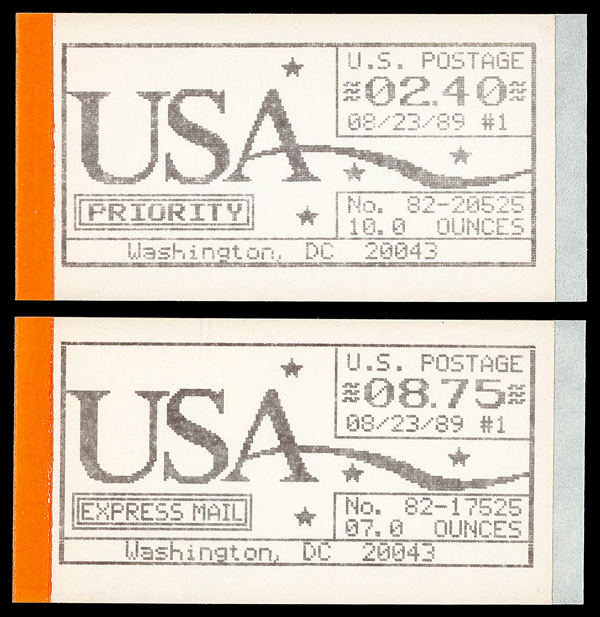 U.S. POSTAGE
≈02.40≈
08/23/89 #1
USA
PRIORITY
No. 82-20525
10.0 OUNCES
Washington, DC 20043
U.S. POSTAGE
≈08.75≈
08/23/89 #1
USA
EXPRESS MAIL
No. 82-17525
07.0 OUNCES
Washington, DC 20043